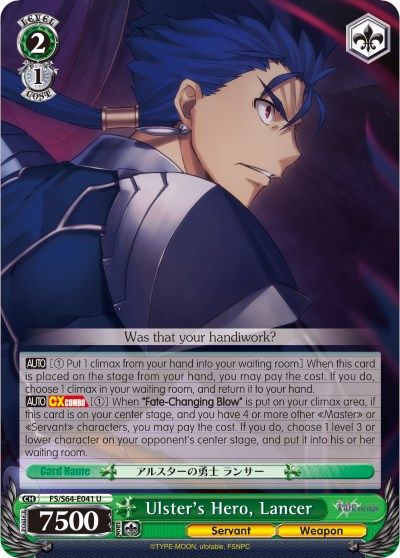 2
LEVEL
1
COST
Was that your handiwork?
AUTO [① Put 1 climax from your hand into your waiting room] When this card
is placed on the stage from your hand, you may pay the cost. If you do,
choose 1 climax in your waiting room, and return it to your hand.
AUTO CXCOMBO [①] When "Fate-Changing Blow" is put on your climax area, if
this card is on your center stage, and you have 4 or more other «Master» or
«Servant» characters, you may pay the cost. If you do, choose 1 level 3 or
lower character on your opponent's center stage, and put it into his or her
waiting room.
Card Name アルスターの勇士 ランサー
CH FS/S64-E041 U
POWER 7500 Ulster's Hero, Lancer
Servant Weapon
©TYPE-MOON, ufotable, FSNPC